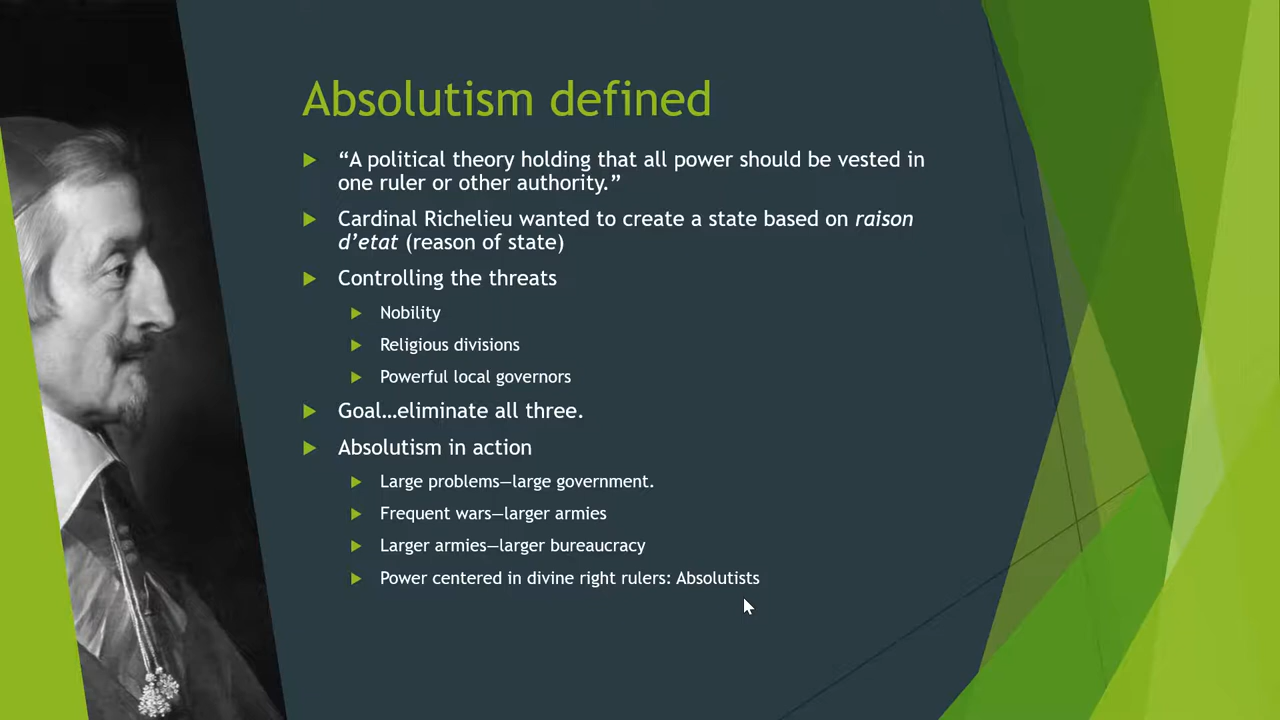 Absolutism defined
“A political theory holding that all power should be vested in
one ruler or other authority.”
Cardinal Richelieu wanted to create a state based on raison
d’etat (reason of state)
Controlling the threats
Nobility
Religious divisions
Powerful local governors
Goal…eliminate all three.
Absolutism in action
Large problems—large government.
Frequent wars—larger armies
Larger armies—larger bureaucracy
Power centered in divine right rulers: Absolutists